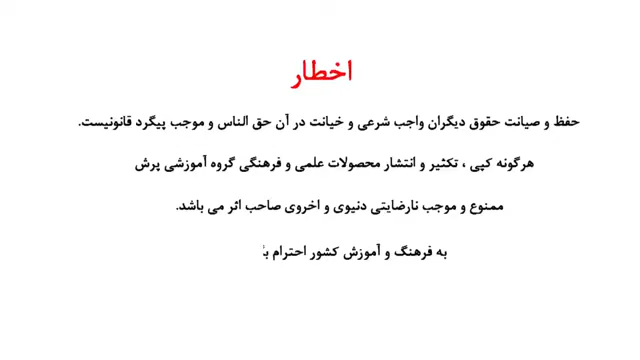 اخطار
حفظ و صیانت حقوق دیگران واجب شرعی و خیانت در آن حق الناس و موجب پیگرد قانونیست.
هرگونه کپی ، تکثیر و انتشار محصولات علمی و فرهنگی گروه آموزشی پرش
ممنوع و موجب نارضایتی دنیوی و اخروی صاحب اثر می باشد.
به فرهنگ و آموزش کشور احترام